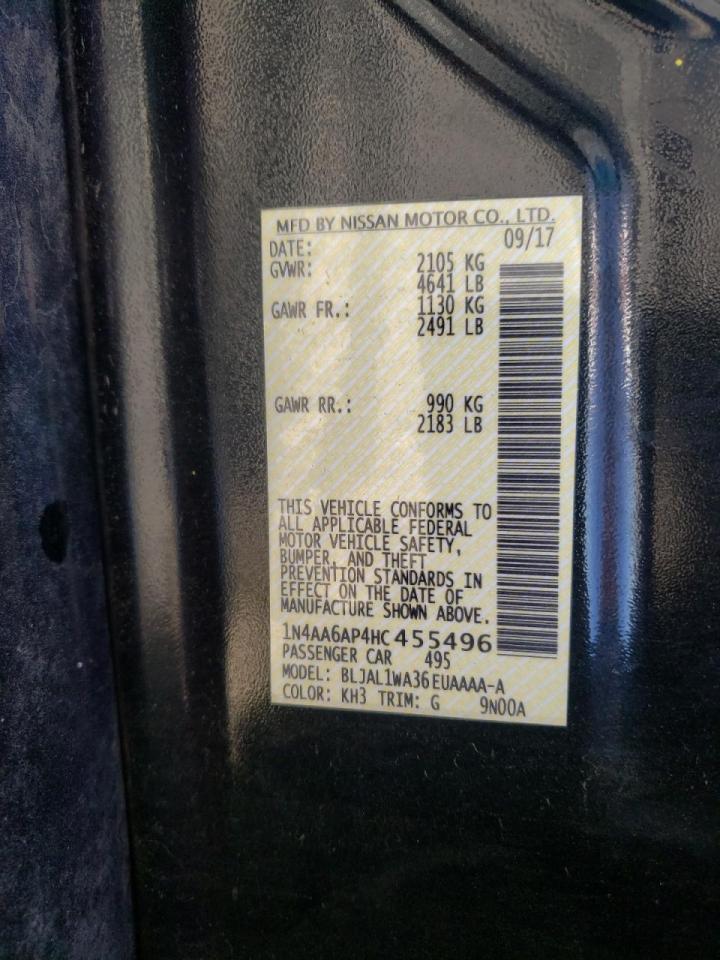 MFD BY NISSAN MOTOR CO., LTD.
DATE: 09/17
GVWR: 2105 KG
4641 LB
GAWR FR.: 1130 KG
2491 LB
GAWR RR.: 990 KG
2183 LB
THIS VEHICLE CONFORMS TO
ALL APPLICABLE FEDERAL
MOTOR VEHICLE SAFETY,
BUMPER, AND THEFT
PREVENTION STANDARDS IN
EFFECT ON THE DATE OF
MANUFACTURE SHOWN ABOVE.
1N4AA6AP4HC455496
PASSENGER CAR 495
MODEL: BLJAL1WA36EUAAAA-A
COLOR: KH3 TRIM: G 9N00A